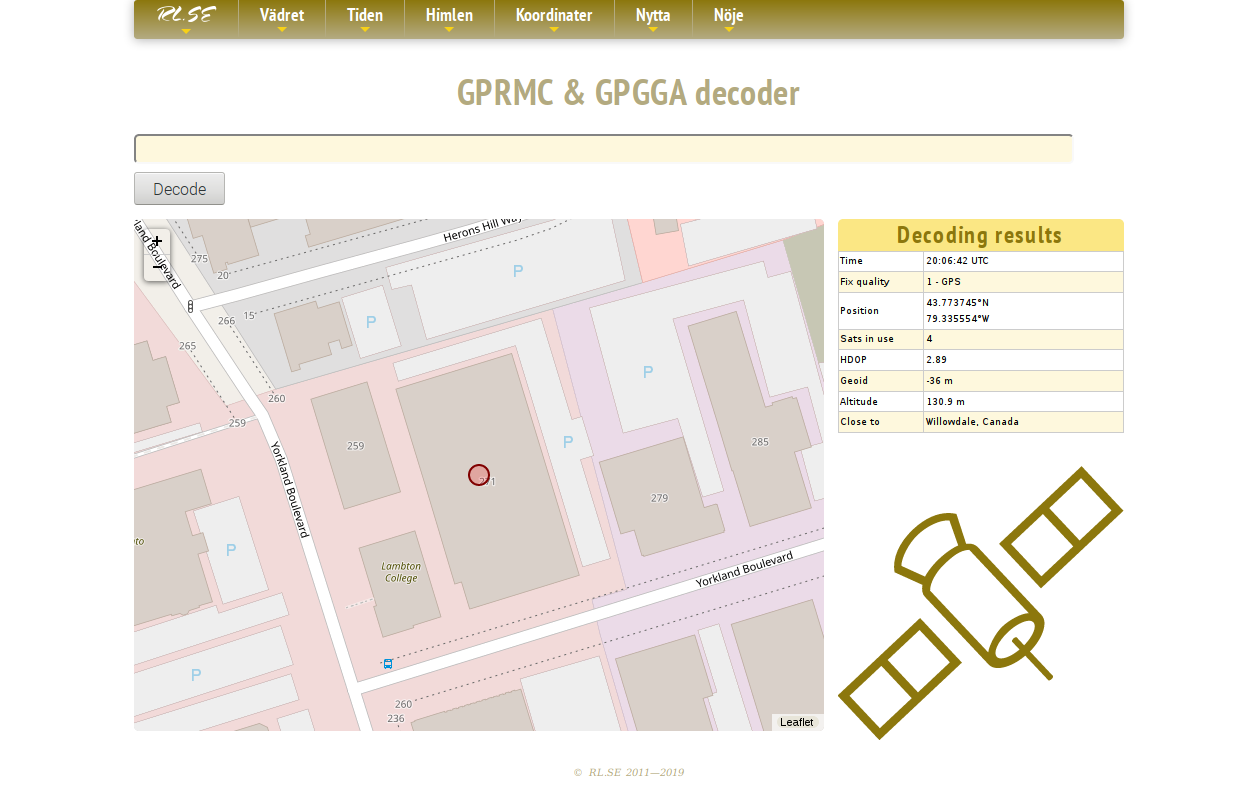 RL.SE Vädret Tiden Himlen Koordinater Nytta Nöje
GPRMC & GPGGA decoder
Decode
+
−
Herons Hill Way
Yorkland Boulevard
275
20
P
15
266
P
265
P
260
259
P
259
285
271
279
P
Lambton
College
Yorkland Boulevard
P
260
236
Leaflet
Decoding results
Time 20:06:42 UTC
Fix quality 1 - GPS
Position 43.773745°N
79.335554°W
Sats in use 4
HDOP 2.89
Geoid -36 m
Altitude 130.9 m
Close to Willowdale, Canada
© RL.SE 2011—2019